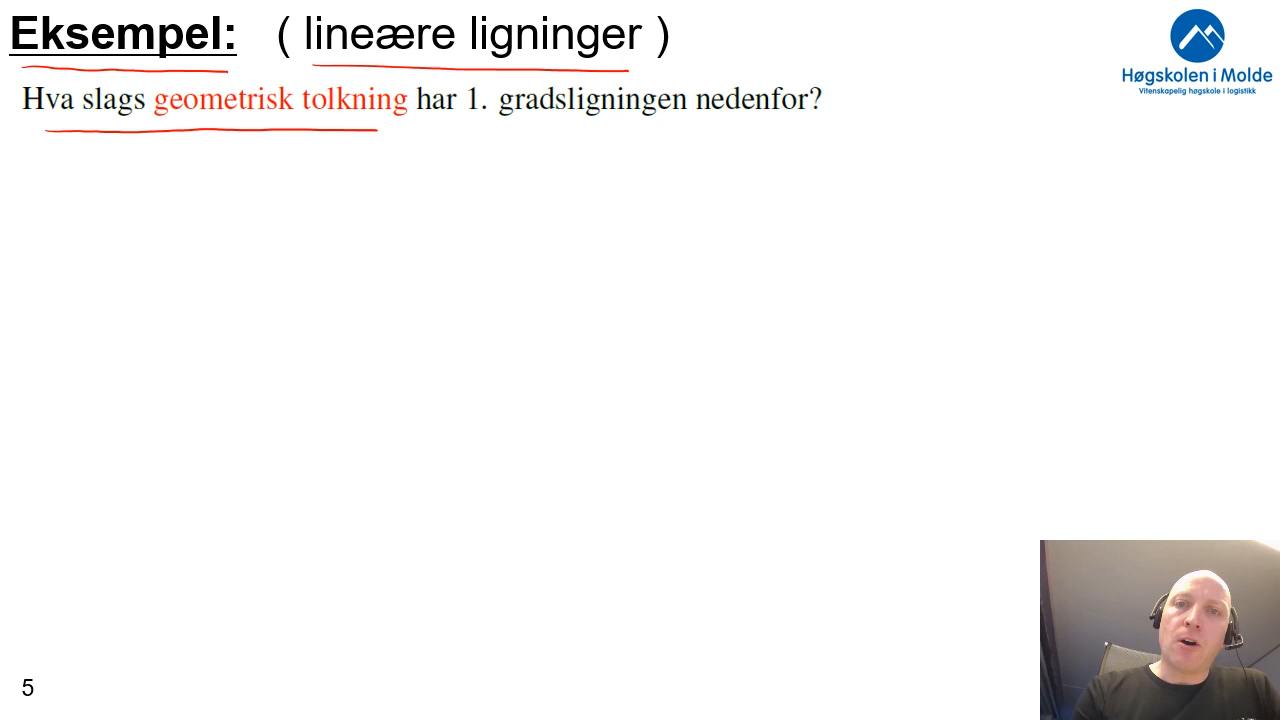 Eksempel: ( lineære ligninger )
Høgskolen i Molde
Vitenskapelig høgskole i logistikk
Hva slags geometrisk tolkning har 1. gradsligningen nedenfor?
5